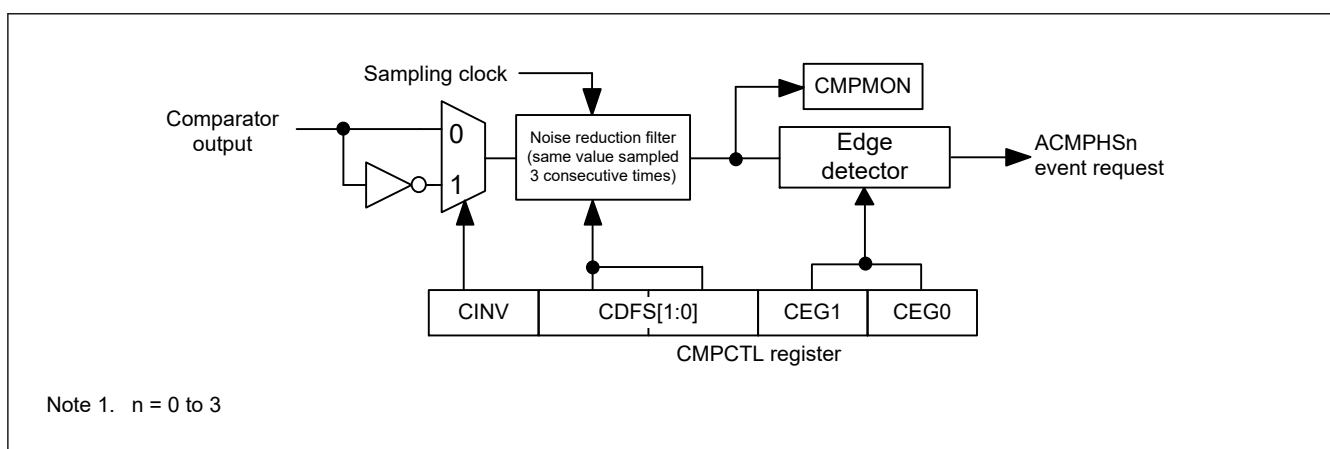 Sampling clock
CMPMON
Comparator
output
0
Noise reduction filter
(same value sampled
3 consecutive times)
Edge
detector
ACMPHSn
event request
1
CINV
CDFS[1:0]
CEG1
CEG0
CMPCTL register
Note 1. n = 0 to 3